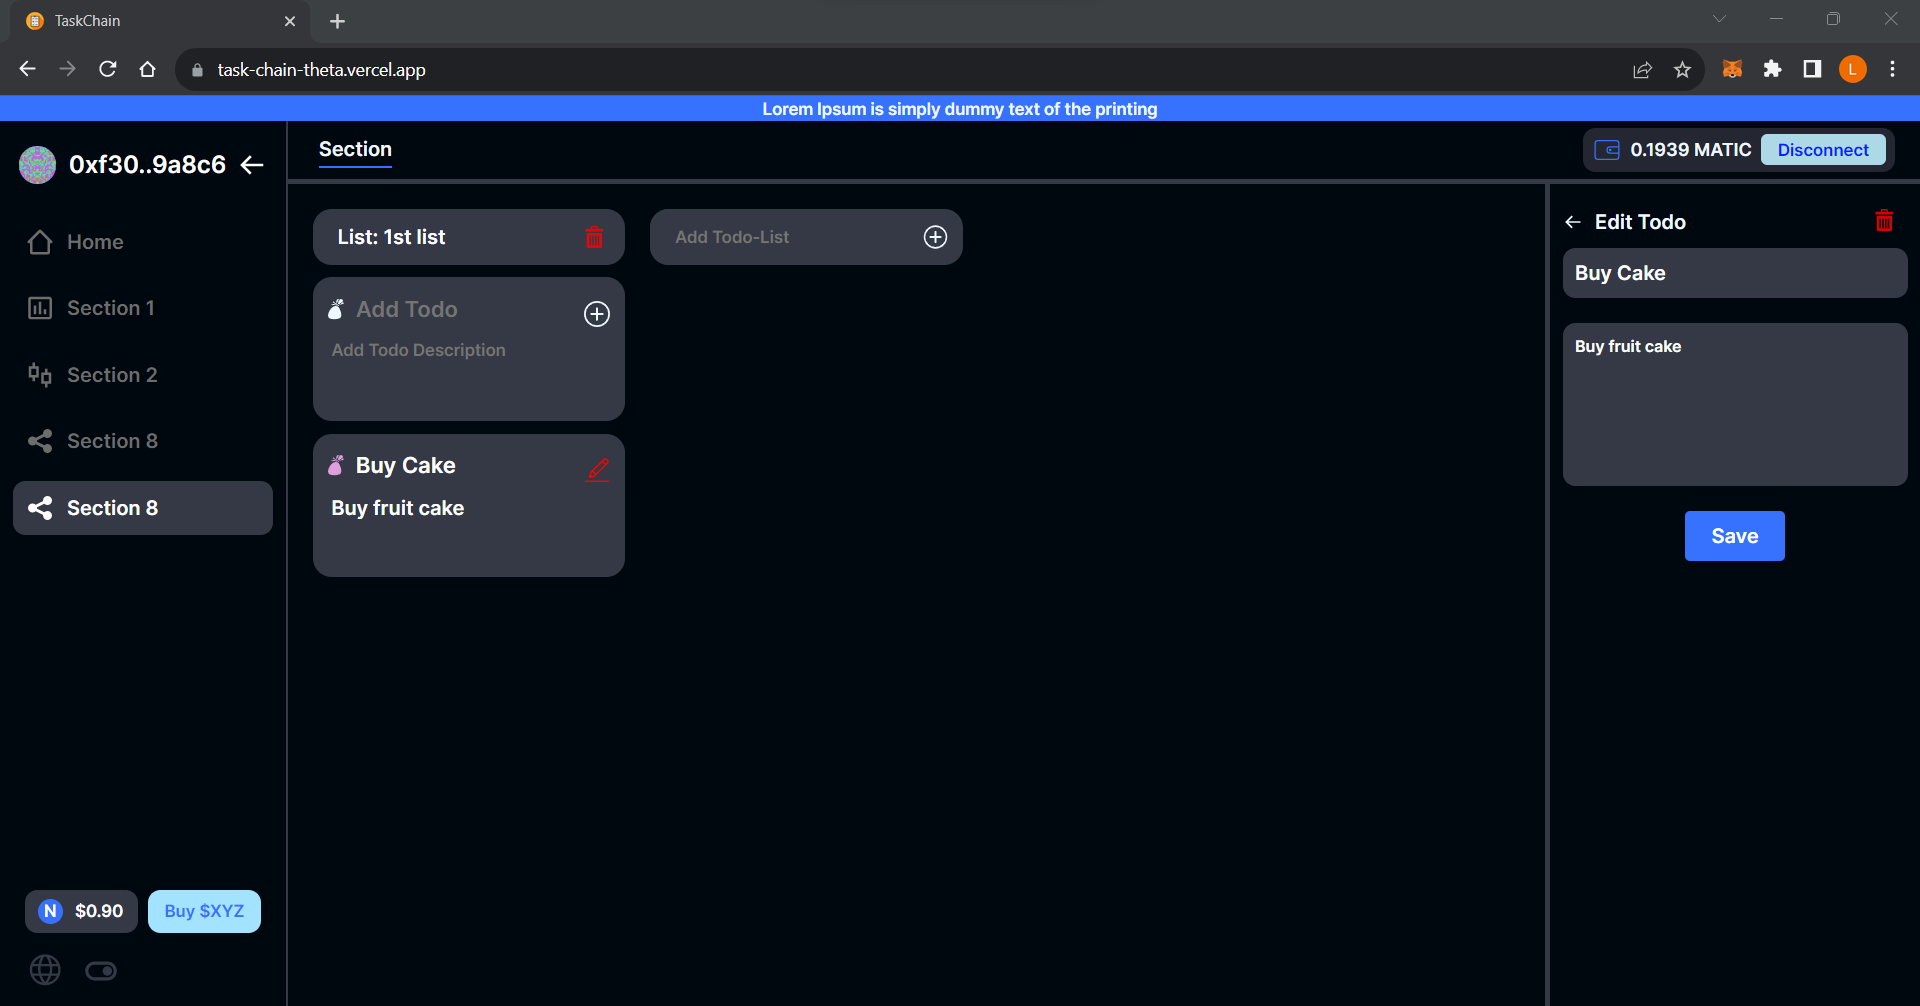 TaskChain
task-chain-theta.vercel.app
L
Lorem Ipsum is simply dummy text of the printing
0xf30..9a8c6
Home
Section 1
Section 2
Section 8
Section 8
N $0.90
Buy $XYZ
Section
0.1939 MATIC
Disconnect
List: 1st list
Add Todo-List
Add Todo
Add Todo Description
Buy Cake
Buy fruit cake
Edit Todo
Buy Cake
Buy fruit cake
Save